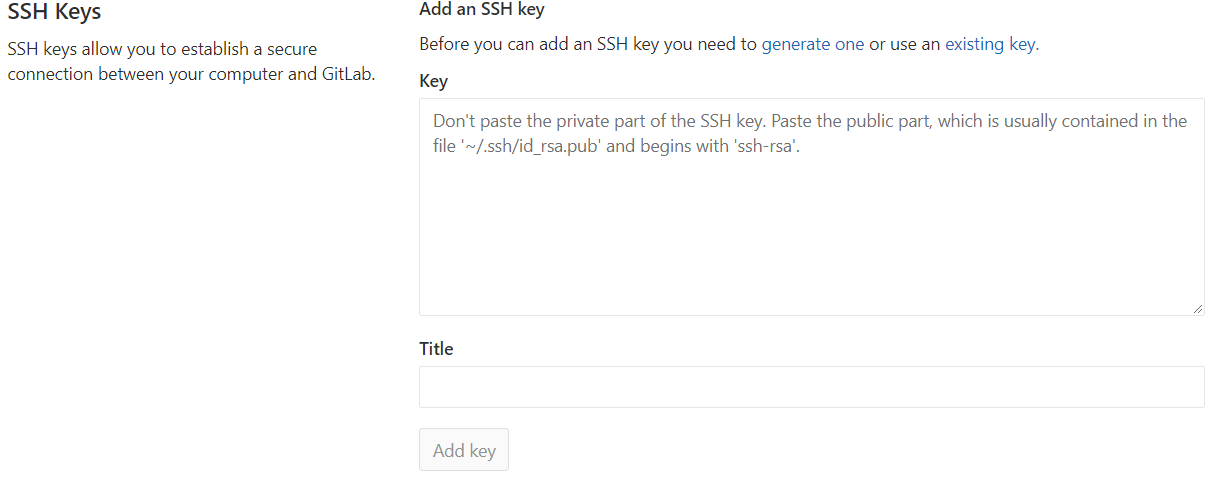 SSH Keys
SSH keys allow you to establish a secure
connection between your computer and GitLab.
Add an SSH key
Before you can add an SSH key you need to generate one or use an existing key.
Key
Don't paste the private part of the SSH key. Paste the public part, which is usually contained in the
file '~/.ssh/id_rsa.pub' and begins with 'ssh-rsa'.
Title
Add key